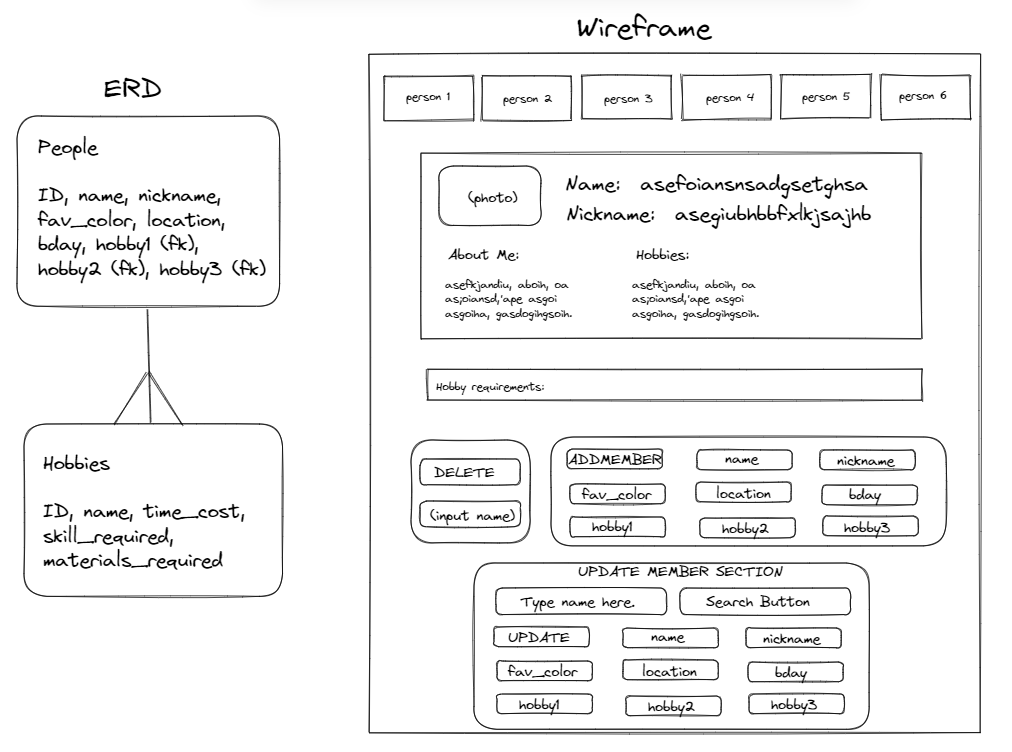 Wireframe
ERD
People
ID, name, nickname,
fav_color, location,
bday, hobby1 (fk),
hobby2 (fk), hobby3 (fk)
Hobbies
ID, name, time_cost,
skill_required,
materials_required
person 1
person 2
person 3
person 4
person 5
person 6
(photo)
Name: asefoiansnsadgsetghsa
Nickname: asegiubhbbfxlkjsajhb
About Me:
asefkjandiu, aboih, oa
as;oiansd,'ape asgoi
asgoiha, gasdogihgsoih.
Hobbies:
asefkjandiu, aboih, oa
as;oiansd,'ape asgoi
asgoiha, gasdogihgsoih.
Hobby requirements:
DELETE
(input name)
ADDMEMBER
name
nickname
fav_color
location
bday
hobby1
hobby2
hobby3
UPDATE MEMBER SECTION
Type name here.
Search Button
UPDATE
name
nickname
fav_color
location
bday
hobby1
hobby2
hobby3